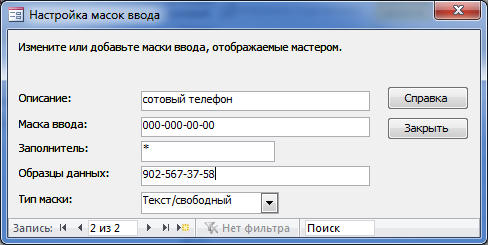 Настройка масок ввода
Измените или добавьте маски ввода, отображаемые мастером.
Описание: сотовый телефон Справка
Маска ввода: 000-000-00-00 Закрыть
Заполнитель: *
Образцы данных: 902-567-37-58
Тип маски: Текст/свободный
Запись: 2 из 2 Нет фильтра Поиск